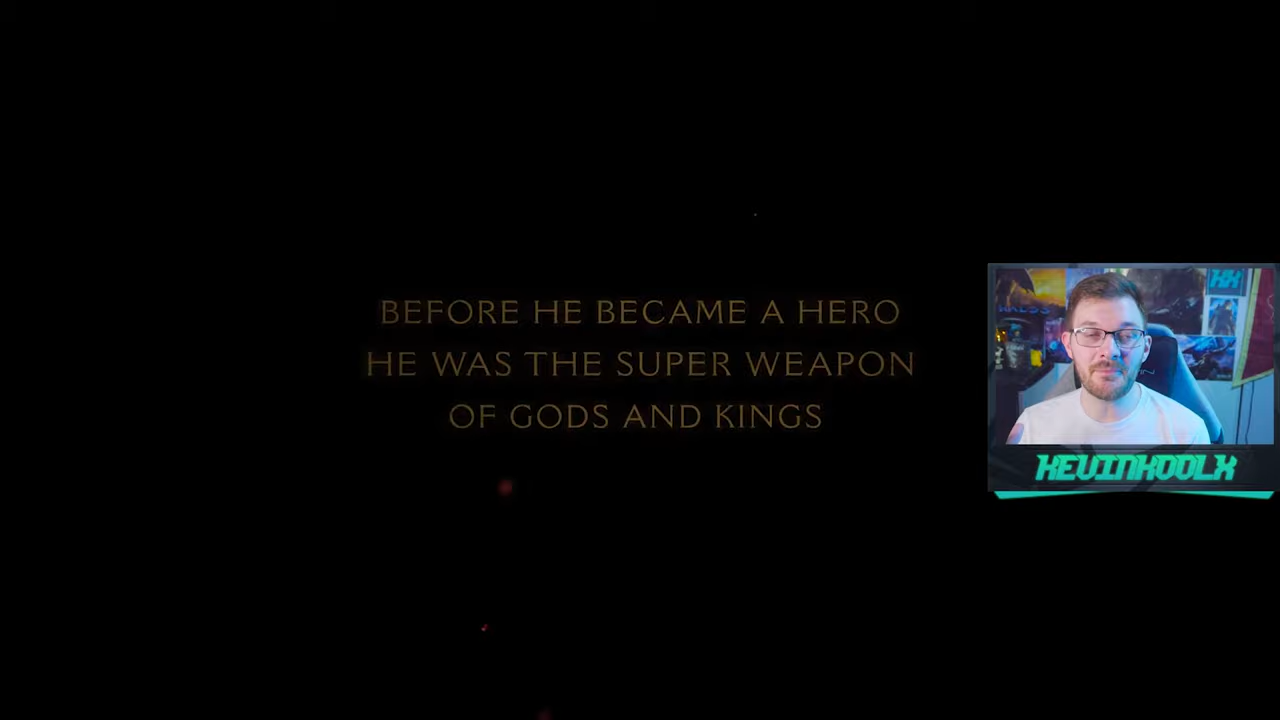 BEFORE HE BECAME A HERO
HE WAS THE SUPER WEAPON
OF GODS AND KINGS
KEVINKOOLX